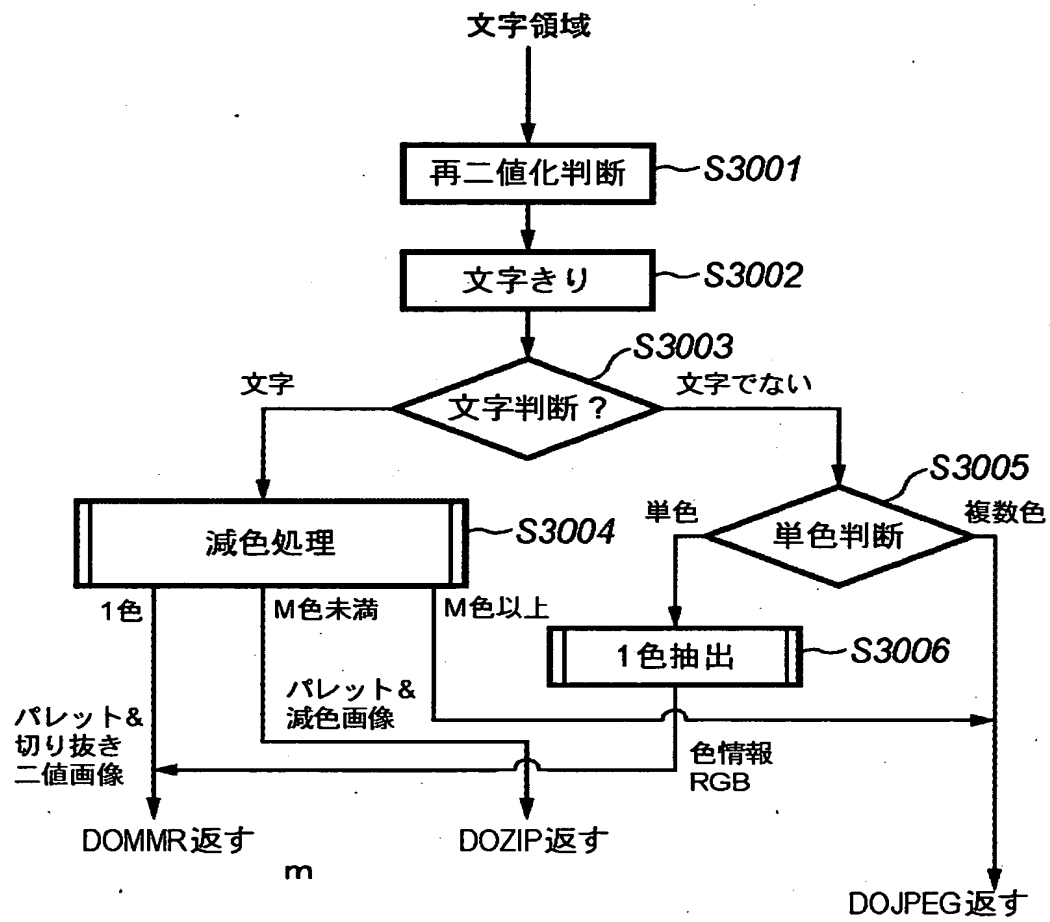 文字領域
再二値化判断
S3001
文字きり
S3002
S3003
文字
文字でない
文字判断?
S3005
単色
複数色
減色処理
S3004
単色判断
1色
M色未満
M色以上
1色抽出
S3006
パレット&
減色画像
パレット&
切り抜き
二値画像
色情報
RGB
DOMMR返す
DOZIP返す
m
DOJPEG返す